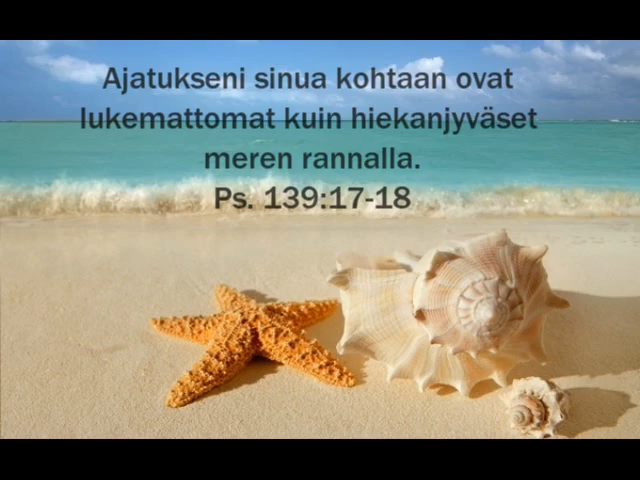 Ajatukseni sinua kohtaan ovat
lukemattomat kuin hiekanjyväset
meren rannalla.
Ps. 139:17-18